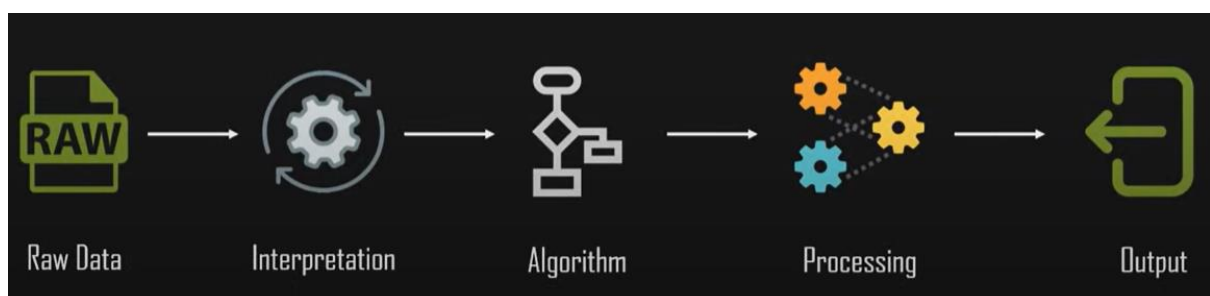 RAW
Raw Data
Interpretation
Algorithm
Processing
Output